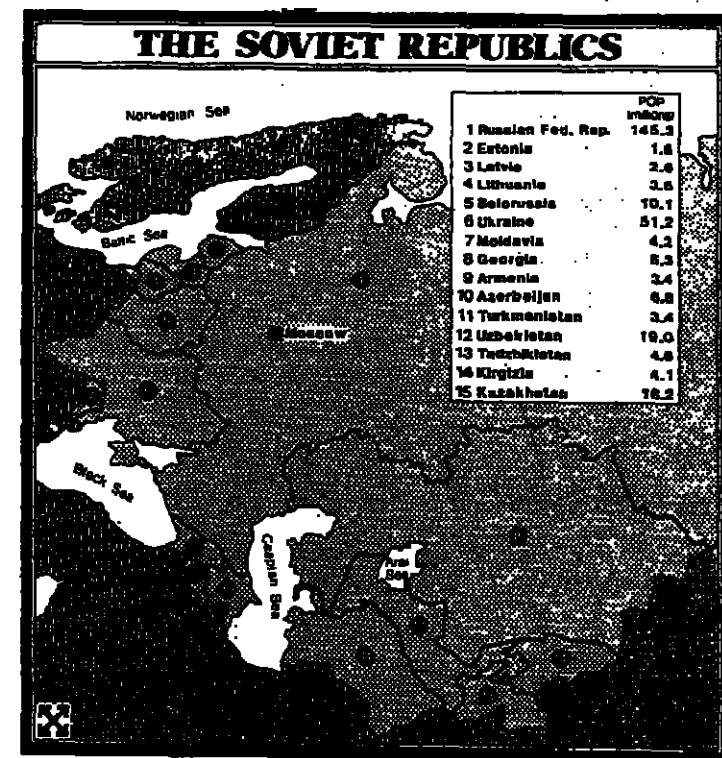 THE SOVIET REPUBLICS
Norwegian Sea
Baltic Sea
Moscow
Black Sea
Caspian Sea
Aral
Sea
POP
(millions)
1 Russian Fed. Rep. 145.3
2 Estonia 1.6
3 Latvia 2.6
4 Lithuania 3.6
5 Belorussia 10.1
6 Ukraine 51.2
7 Moldavia 4.2
8 Georgia 5.3
9 Armenia 3.4
10 Azerbaijan 6.8
11 Turkmenistan 3.4
12 Uzbekistan 19.0
13 Tadzhikistan 4.8
14 Kirgizia 4.1
15 Kazakhstan 16.2